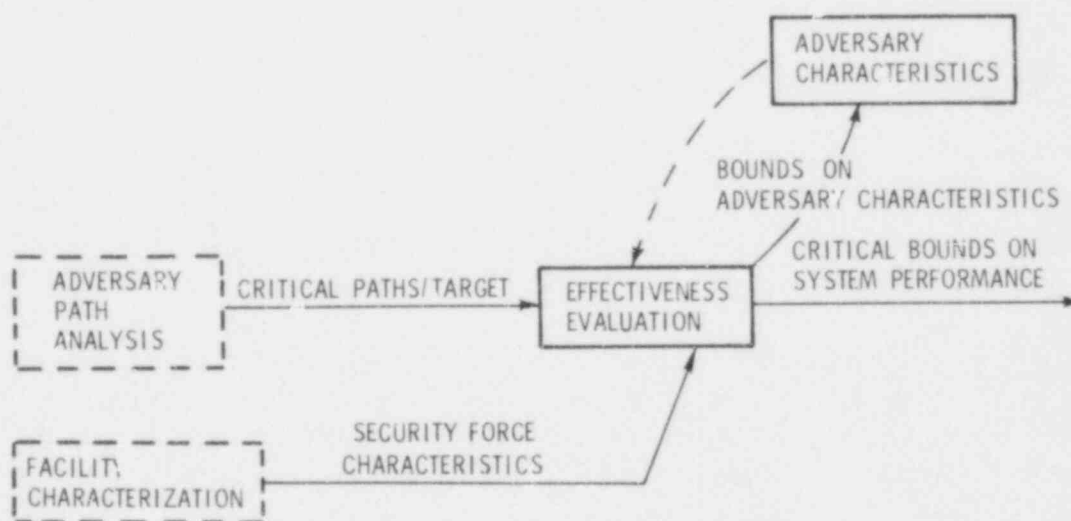 ADVERSARY
CHARACTERISTICS
BOUNDS ON
ADVERSARY CHARACTERISTICS
CRITICAL BOUNDS ON
SYSTEM PERFORMANCE
ADVERSARY
PATH
ANALYSIS
CRITICAL PATHS/TARGET
EFFECTIVENESS
EVALUATION
SECURITY FORCE
CHARACTERISTICS
FACILITY
CHARACTERIZATION